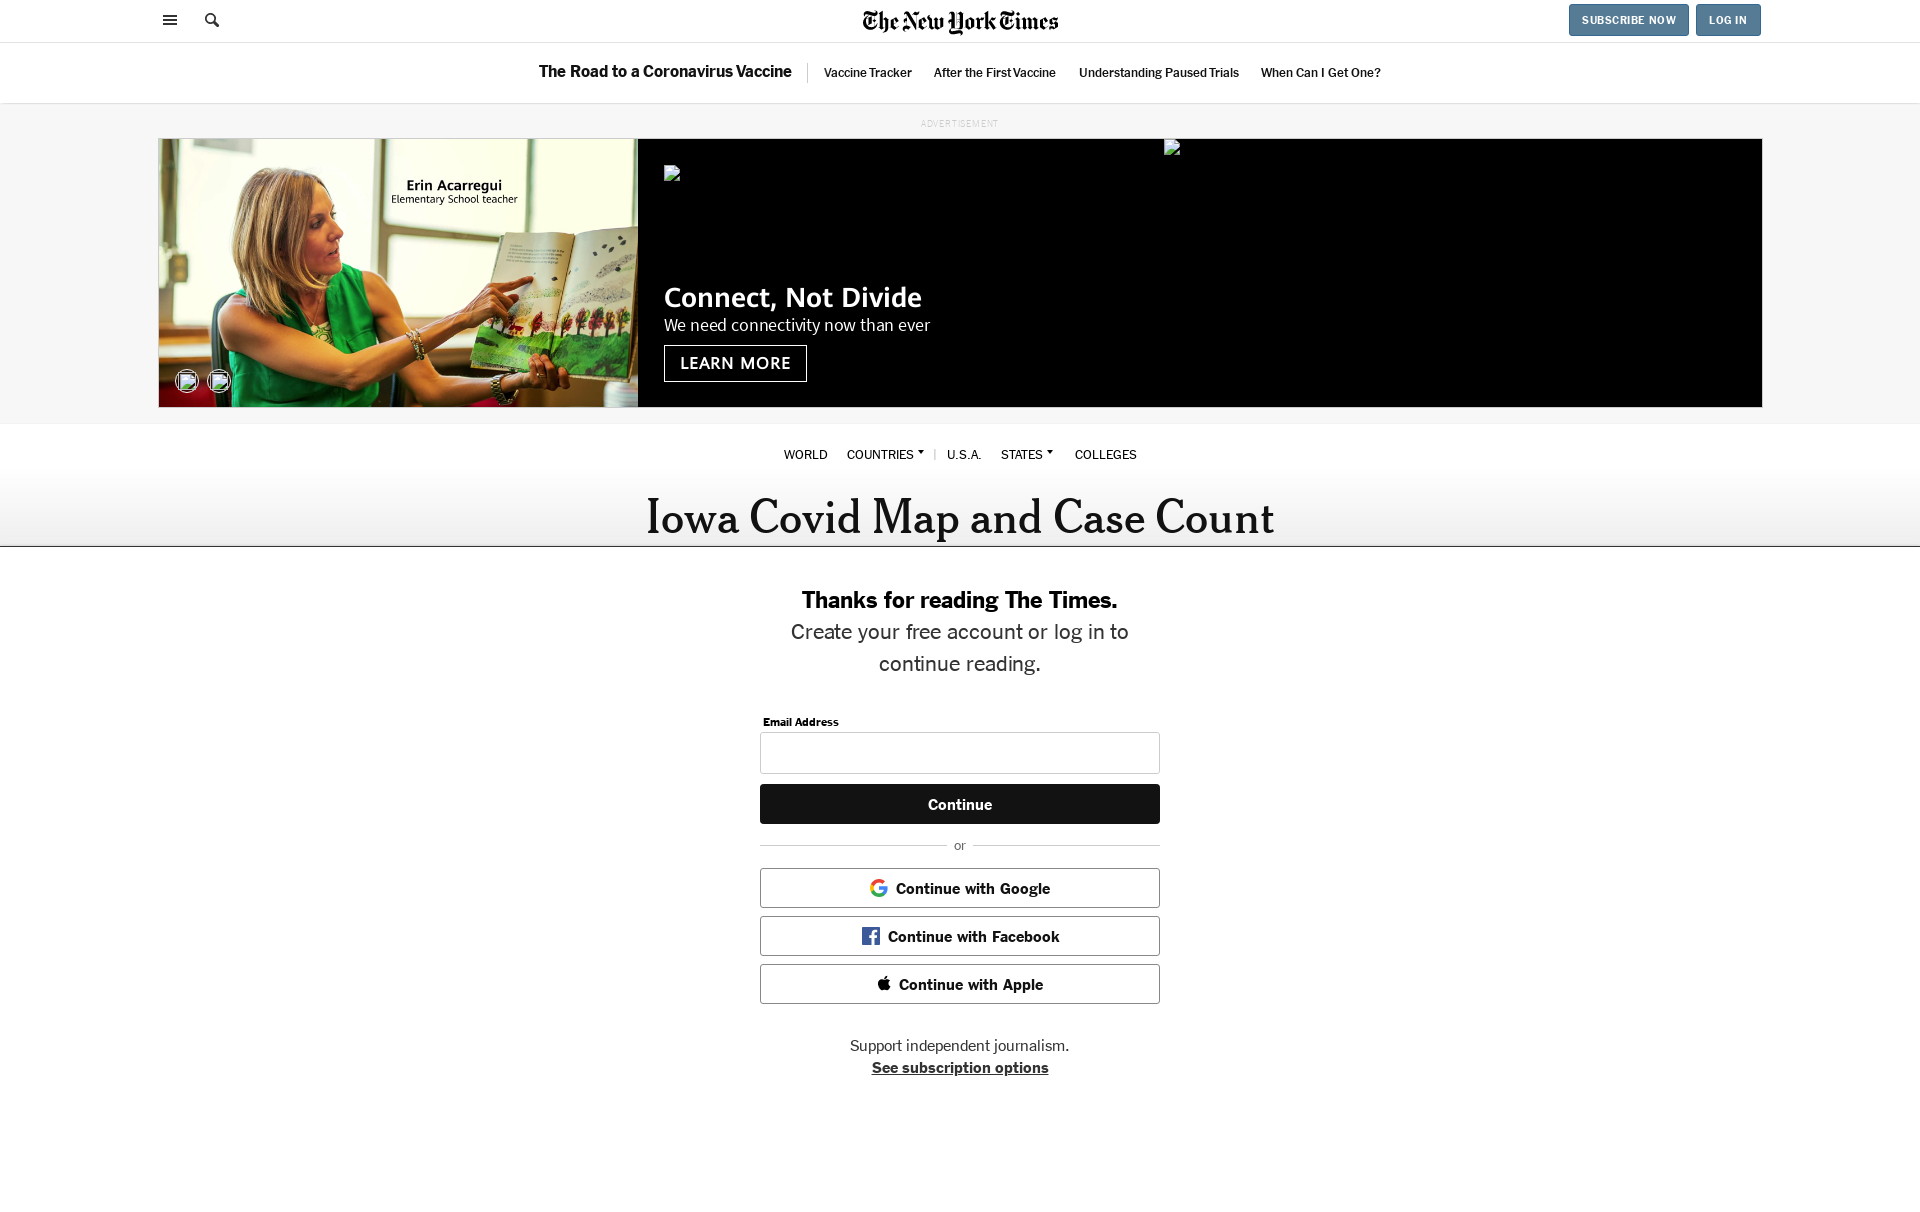 The New York Times
SUBSCRIBE NOW
LOG IN
The Road to a Coronavirus Vaccine
Vaccine Tracker
After the First Vaccine
Understanding Paused Trials
When Can I Get One?
ADVERTISEMENT
Erin Acarregui
Elementary School teacher
Connect, Not Divide
We need connectivity now than ever
LEARN MORE
WORLD
COUNTRIES
U.S.A.
STATES
COLLEGES
Iowa Covid Map and Case Count
Thanks for reading The Times.
Create your free account or log in to
continue reading.
Email Address
Continue
or
Continue with Google
Continue with Facebook
Continue with Apple
Support independent journalism.
See subscription options